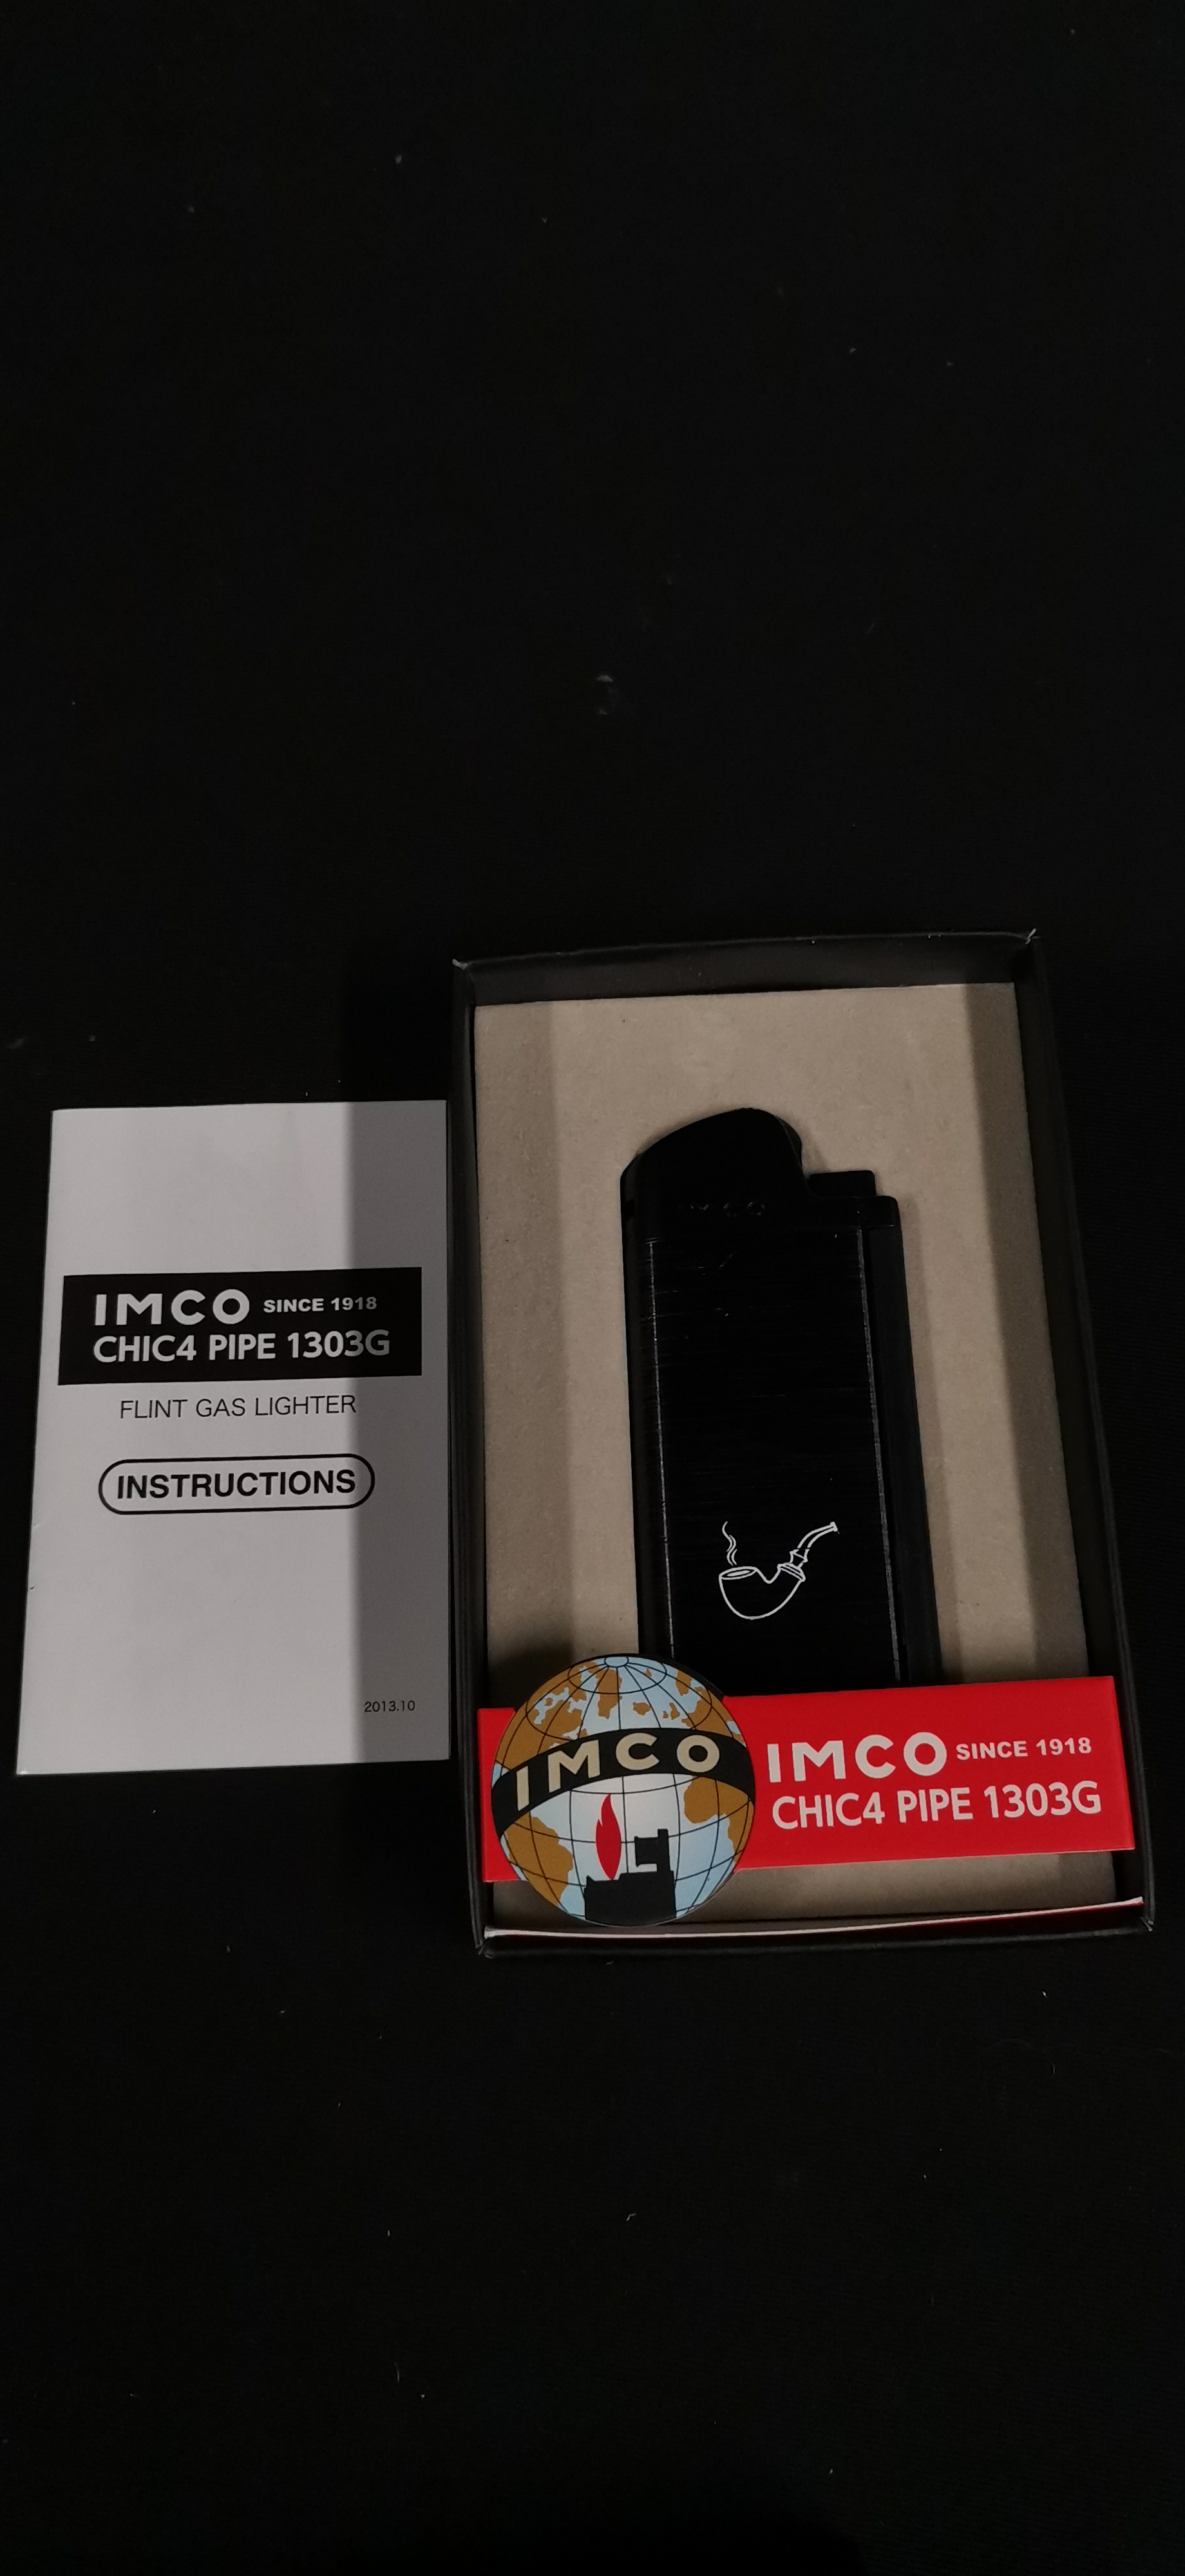 IMCO SINCE 1918
CHIC4 PIPE 1303G
FLINT GAS LIGHTER
INSTRUCTIONS
2013.10
IMCO
IMCO
IMCO SINCE 1918
CHIC4 PIPE 1303G